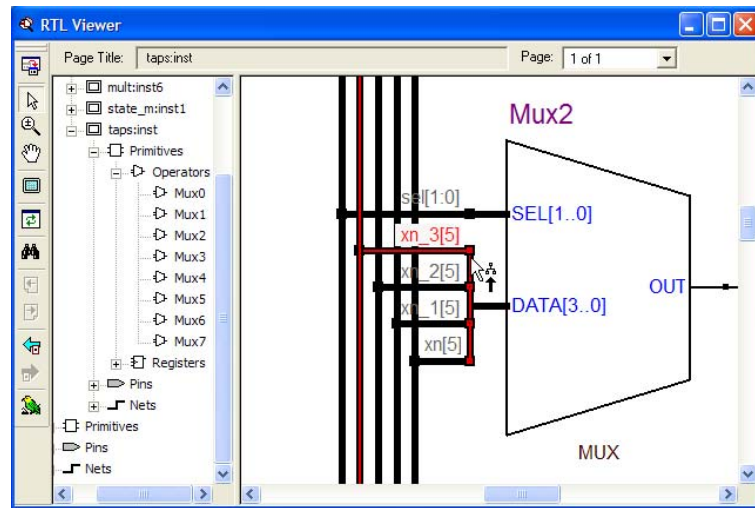 RTL Viewer
Page Title: taps:inst Page: 1 of 1
mult:inst6
state_m:inst1
taps:inst
Primitives
Operators
Mux0
Mux1
Mux2
Mux3
Mux4
Mux5
Mux6
Mux7
Registers
Pins
Nets
Primitives
Pins
Nets
Mux2
sel[1:0]
SEL[1..0]
xn_3[5]
xn_2[5]
OUT
xn_1[5]
DATA[3..0]
xn[5]
MUX